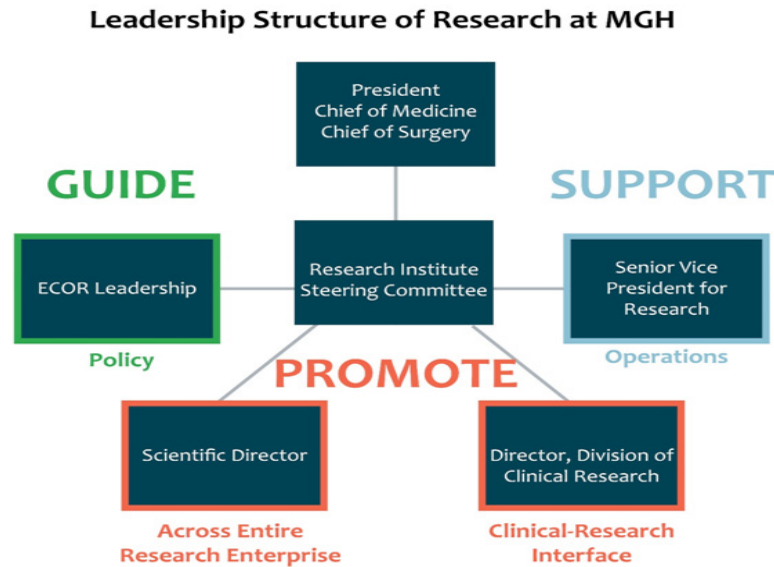 Leadership Structure of Research at MGH
President
Chief of Medicine
Chief of Surgery
GUIDE
SUPPORT
ECOR Leadership
Research Institute
Steering Committee
Senior Vice
President for
Research
Policy
Operations
PROMOTE
Scientific Director
Director, Division of
Clinical Research
Across Entire
Research Enterprise
Clinical-Research
Interface